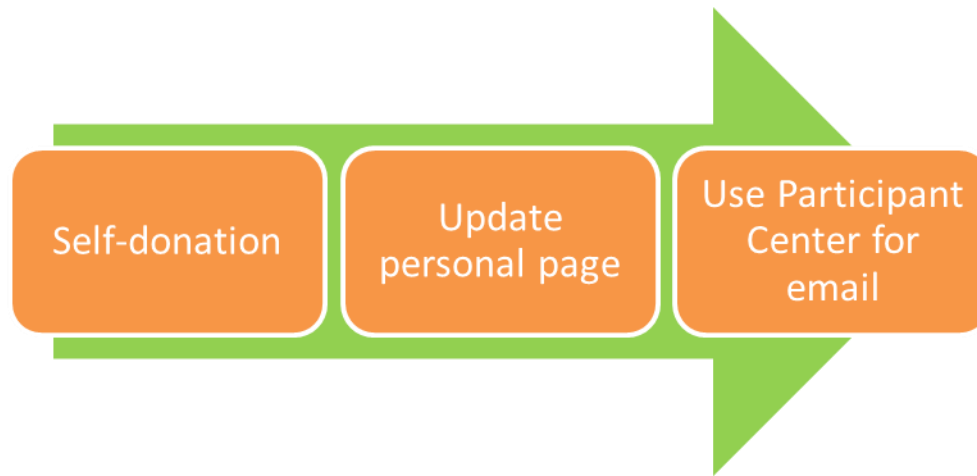 Self-donation
Update
personal page
Use Participant
Center for
email